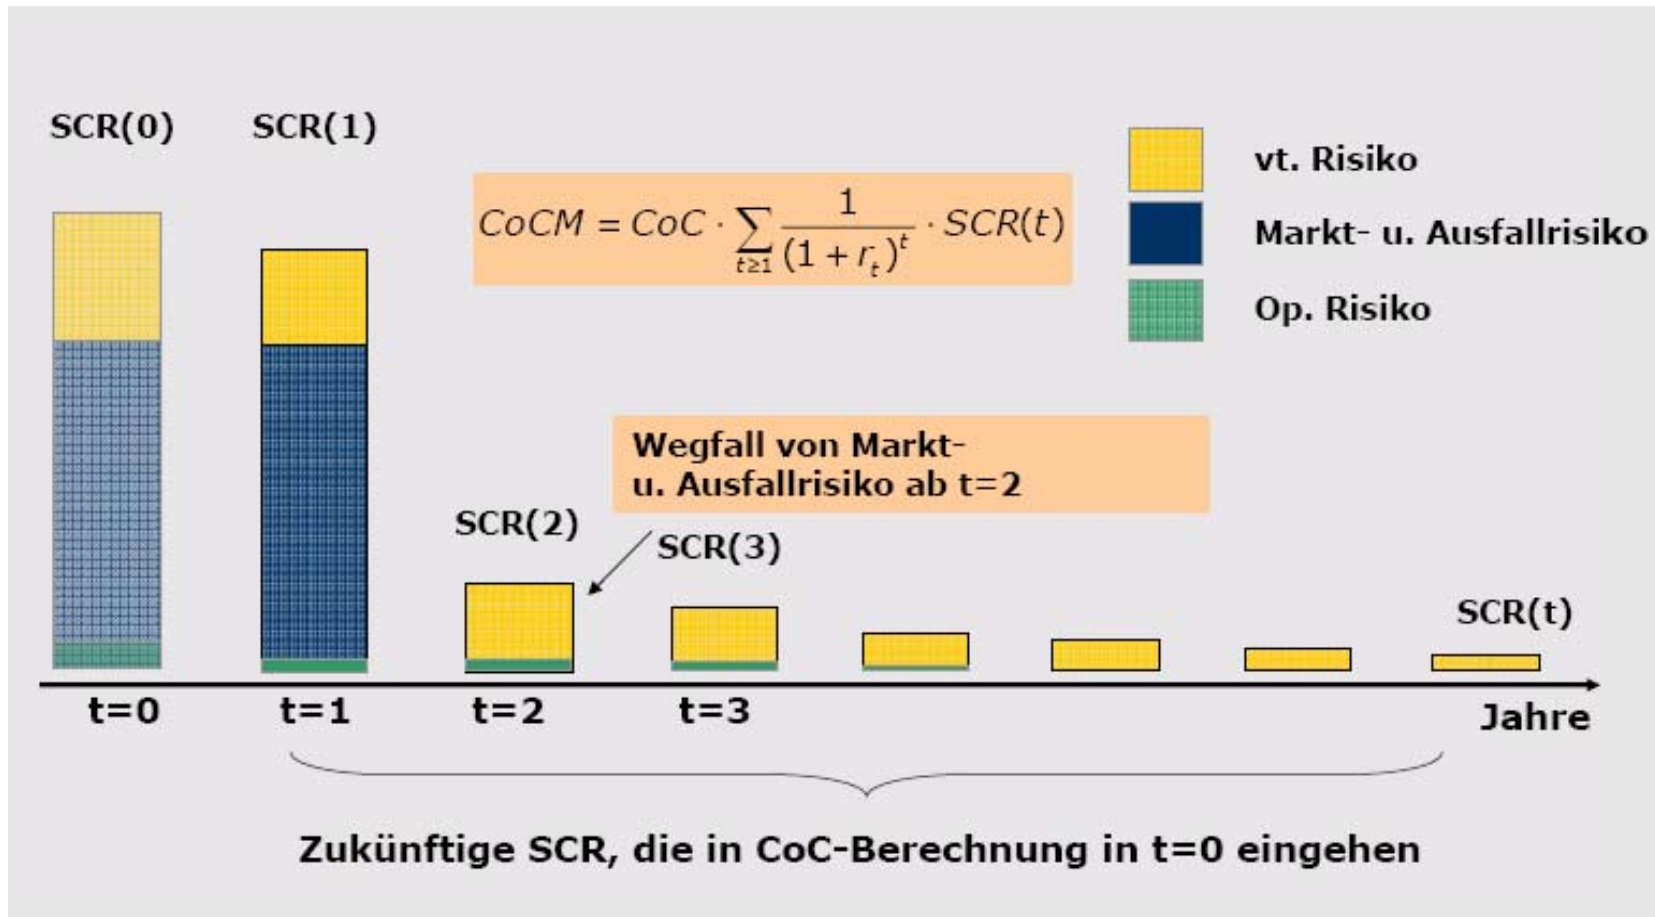 SCR(0)
SCR(1)
vt. Risiko
Markt- u. Ausfallrisiko
Op. Risiko
CoCM = CoC · ∑_{t≥1} 1/(1 + r_t)^t · SCR(t)
Wegfall von Markt-
u. Ausfallrisiko ab t=2
SCR(2)
SCR(3)
SCR(t)
t=0
t=1
t=2
t=3
Jahre
Zukünftige SCR, die in CoC-Berechnung in t=0 eingehen